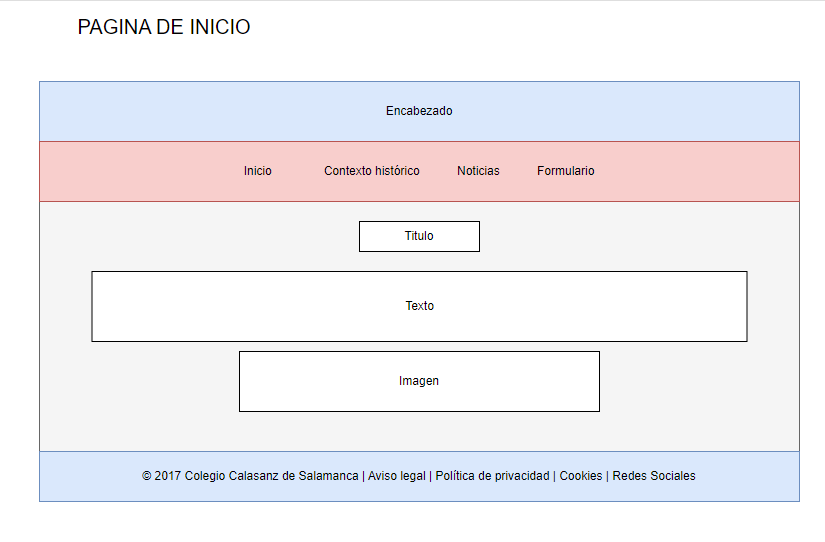 PAGINA DE INICIO
Encabezado
Inicio Contexto histórico Noticias Formulario
Titulo
Texto
Imagen
© 2017 Colegio Calasanz de Salamanca | Aviso legal | Política de privacidad | Cookies | Redes Sociales